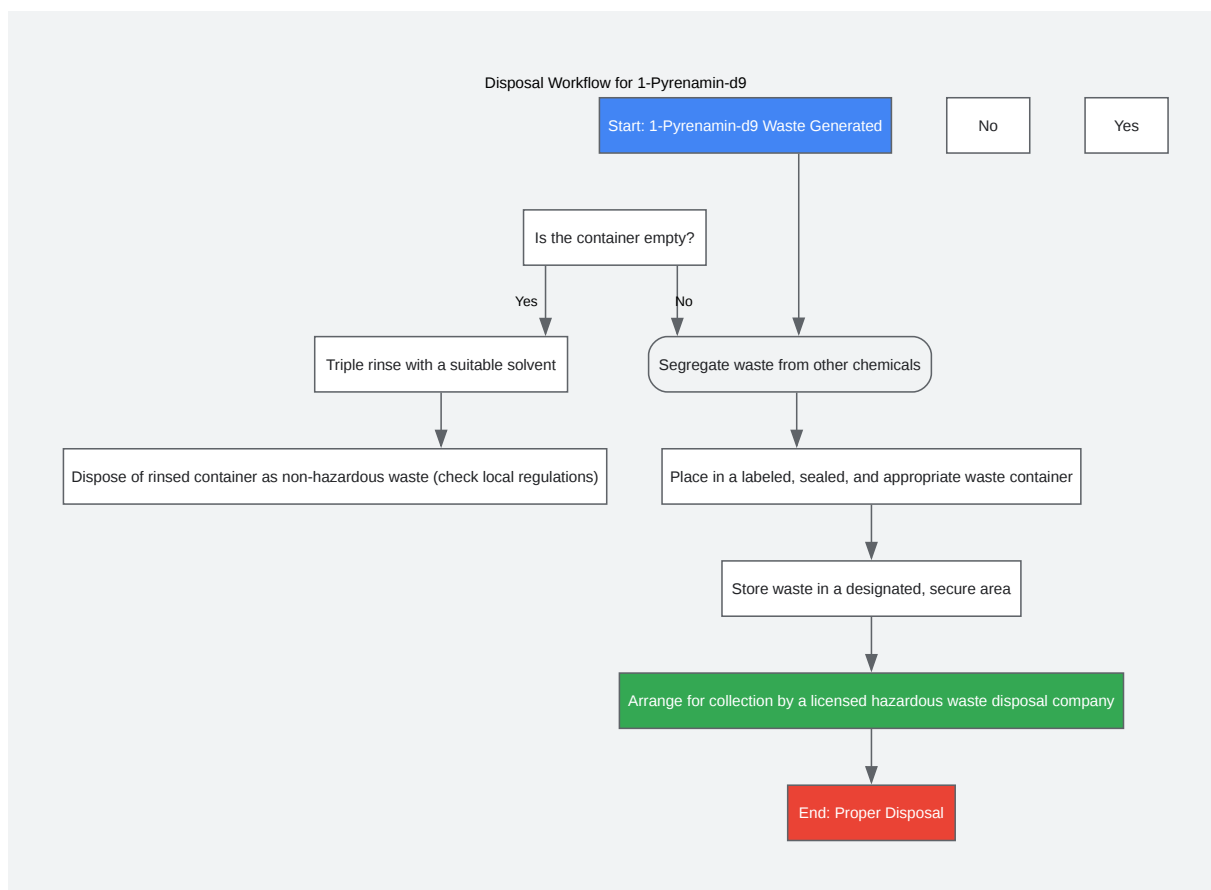 Disposal Workflow for 1-Pyrenamin-d9
Start: 1-Pyrenamin-d9 Waste Generated
No
Yes
Is the container empty?
Yes
No
Triple rinse with a suitable solvent
Segregate waste from other chemicals
Dispose of rinsed container as non-hazardous waste (check local regulations)
Place in a labeled, sealed, and appropriate waste container
Store waste in a designated, secure area
Arrange for collection by a licensed hazardous waste disposal company
End: Proper Disposal